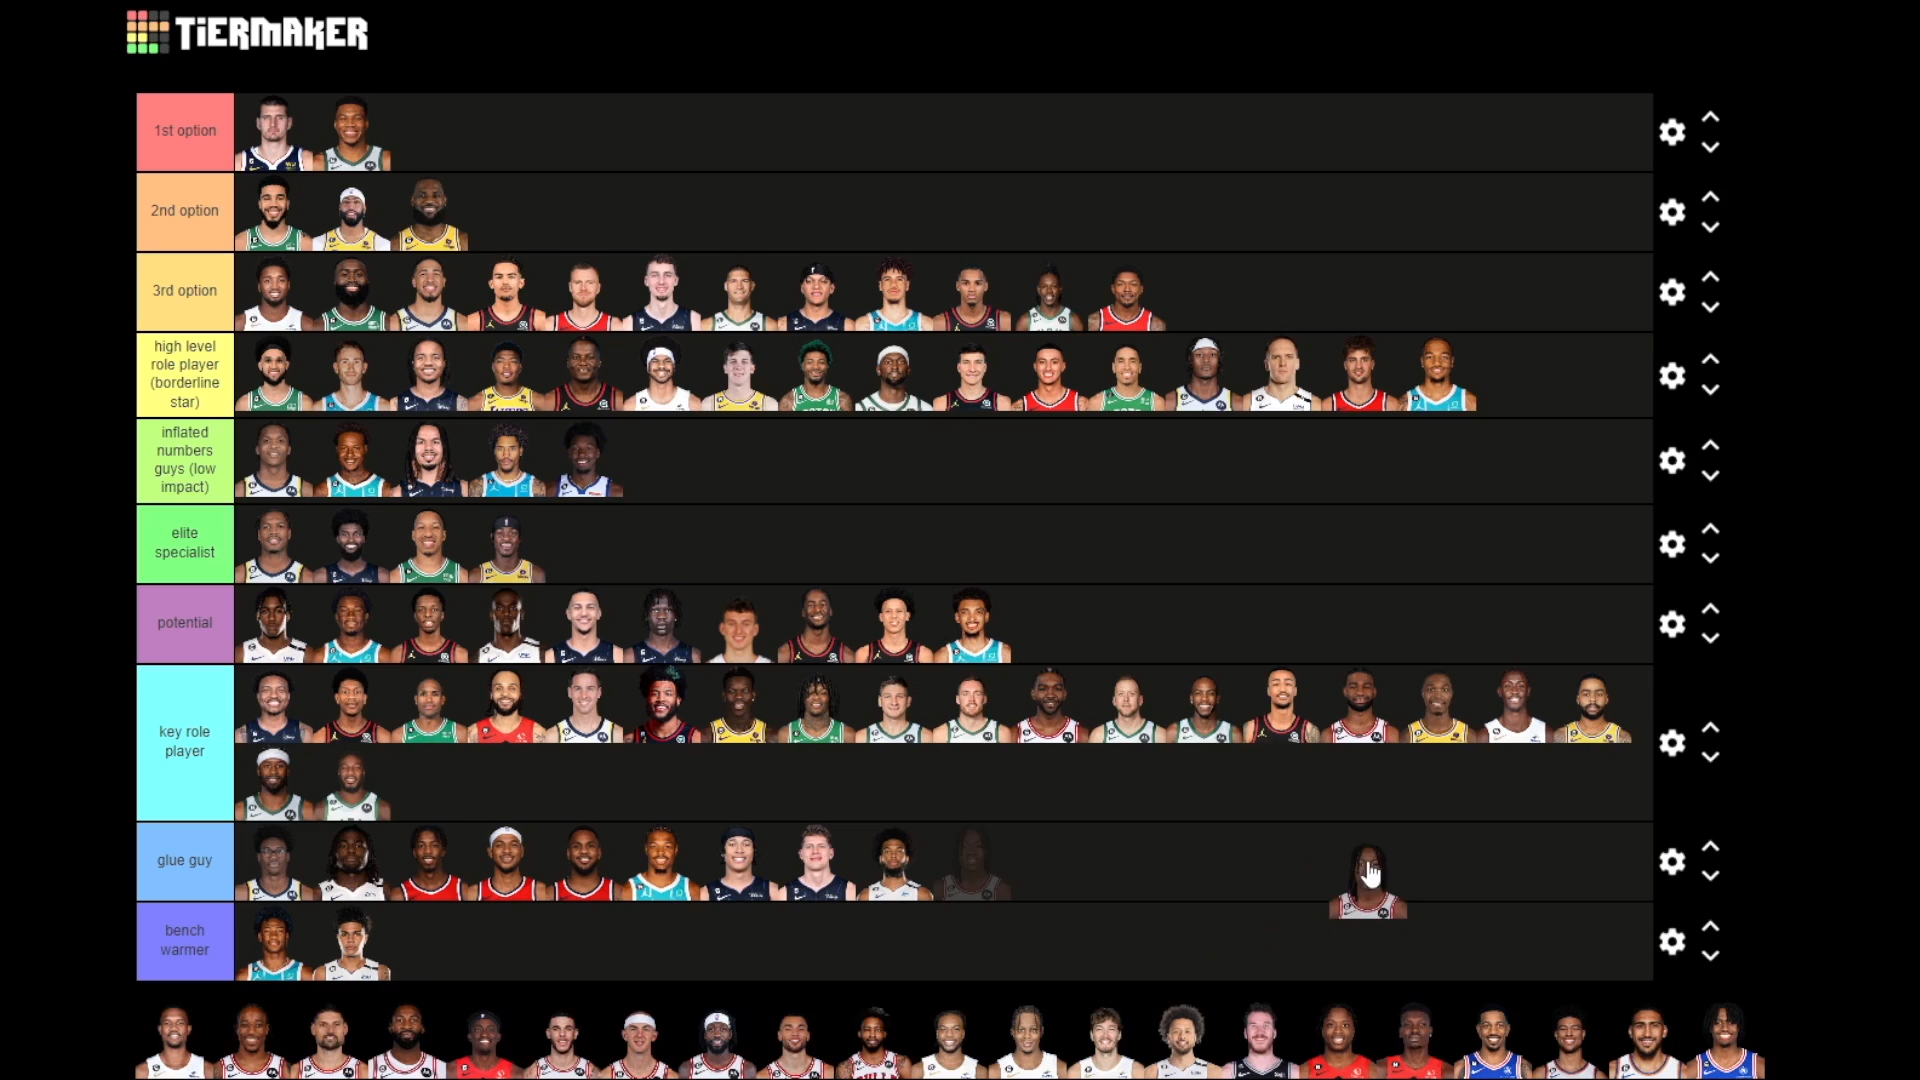 TiERMAKER
1st option
2nd option
3rd option
high level
role player
(borderline
star)
inflated
numbers
guys (low
impact)
elite
specialist
potential
key role
player
glue guy
bench
warmer